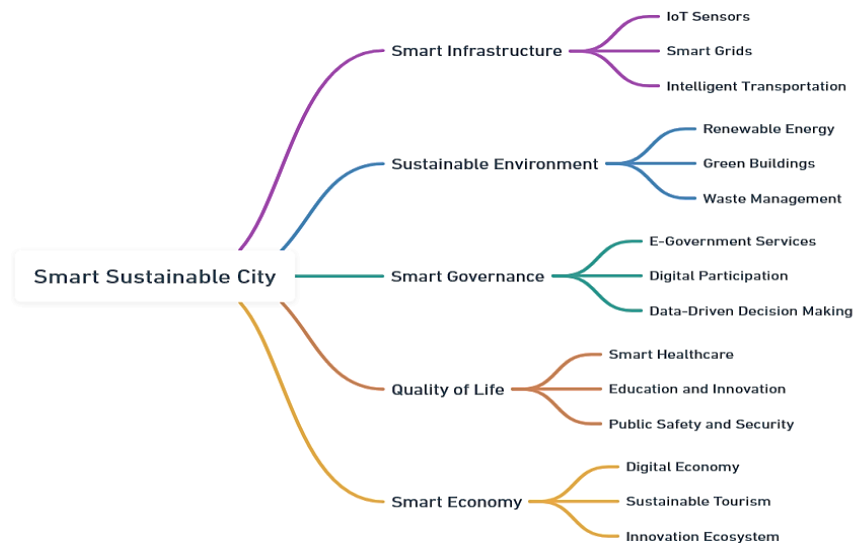 Smart Sustainable City
Smart Infrastructure
IoT Sensors
Smart Grids
Intelligent Transportation
Sustainable Environment
Renewable Energy
Green Buildings
Waste Management
Smart Governance
E-Government Services
Digital Participation
Data-Driven Decision Making
Quality of Life
Smart Healthcare
Education and Innovation
Public Safety and Security
Smart Economy
Digital Economy
Sustainable Tourism
Innovation Ecosystem